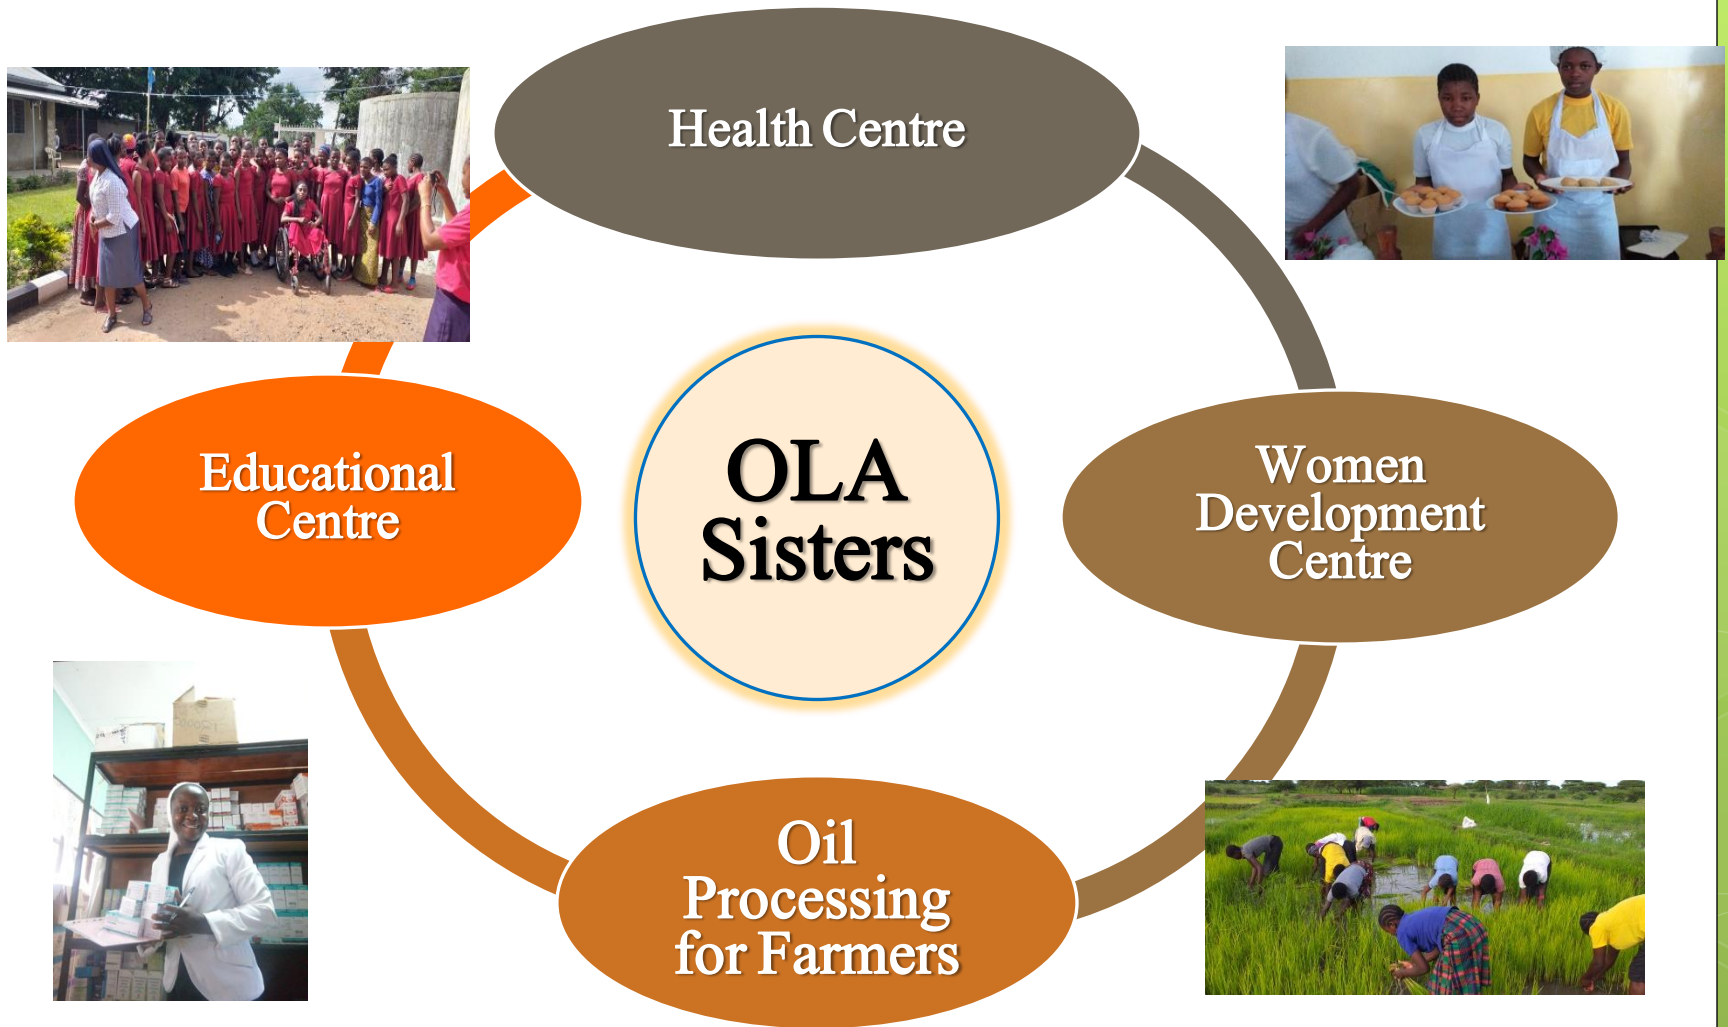 Health Centre
Educational
Centre
OLA
Sisters
Women
Development
Centre
Oil
Processing
for Farmers